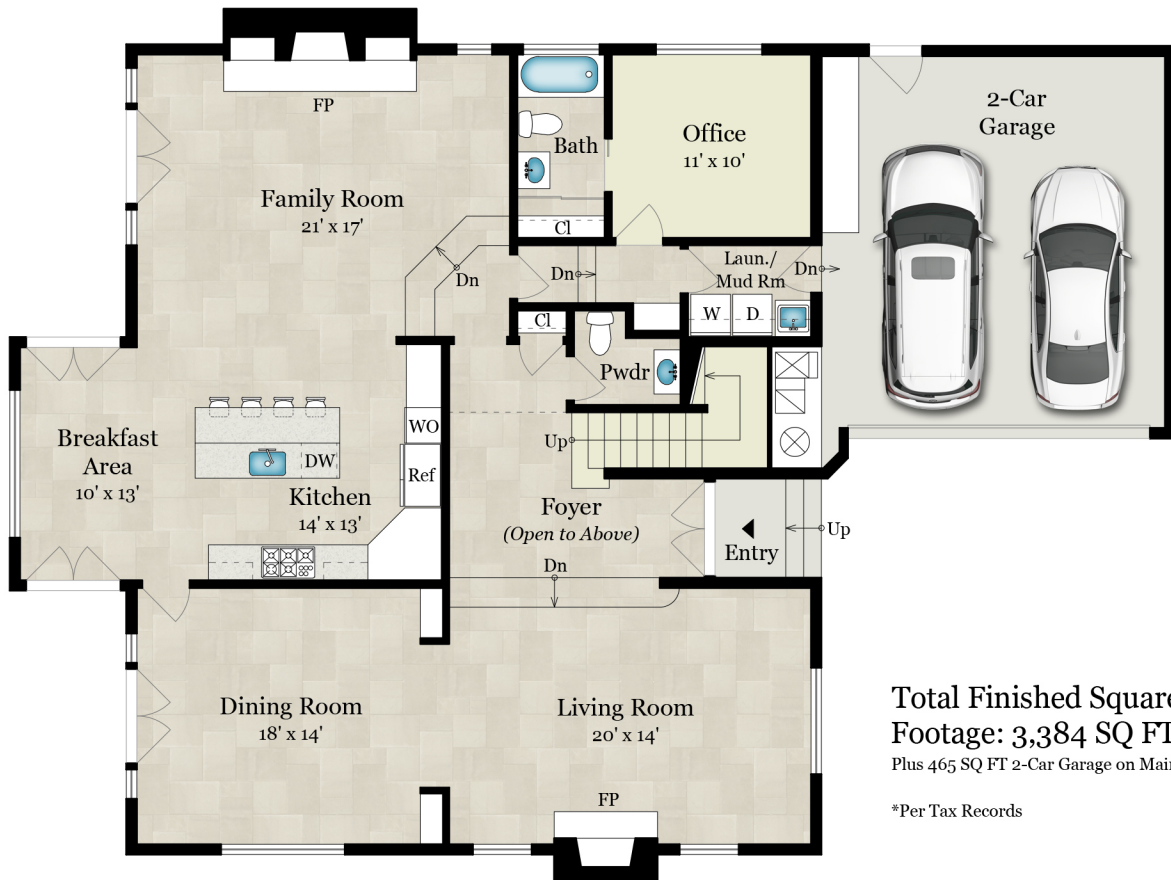 FP
2-Car
Garage
Office
11' x 10'
Bath
Family Room
21' x 17'
Cl
Dn
Dn
Laun./
Mud Rm
Dn
W
D
Cl
Pwdr
WO
Up
Breakfast
Area
10' x 13'
DW
Ref
Kitchen
14' x 13'
Foyer
(Open to Above)
Entry
Up
Dn
Dining Room
18' x 14'
Living Room
20' x 14'
FP
Total Finished Square
Footage: 3,384 SQ FT
Plus 465 SQ FT 2-Car Garage on Main
*Per Tax Records